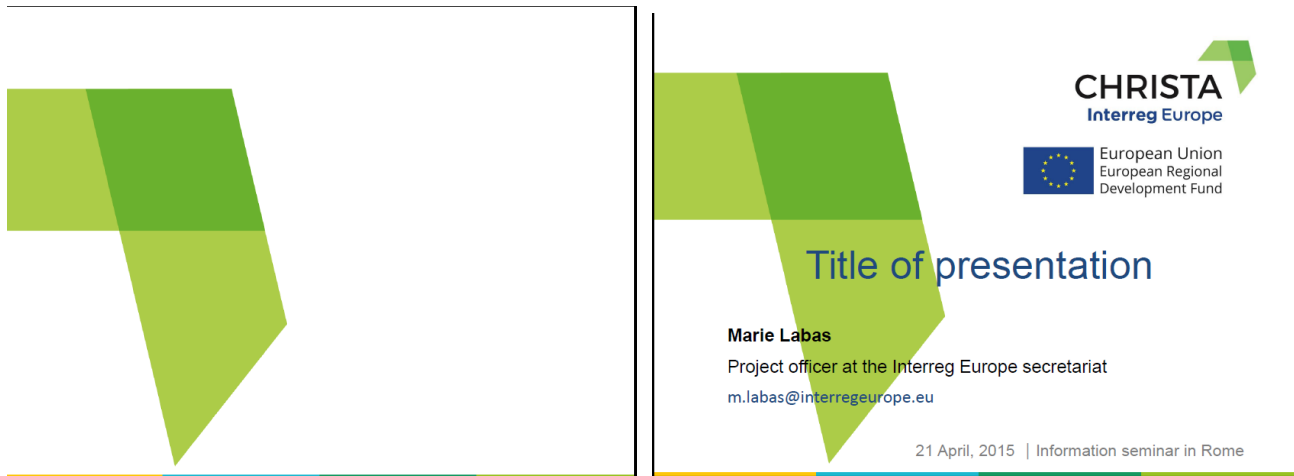 CHRISTA
Interreg Europe
European Union
European Regional
Development Fund
Title of presentation
Marie Labas
Project officer at the Interreg Europe secretariat
m.labas@interregeurope.eu
21 April, 2015 | Information seminar in Rome